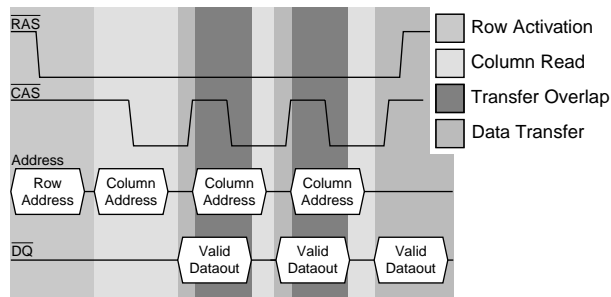 RAS
Row Activation
Column Read
CAS
Transfer Overlap
Data Transfer
Address
Row
Address
Column
Address
Column
Address
Column
Address
DQ
Valid
Dataout
Valid
Dataout
Valid
Dataout